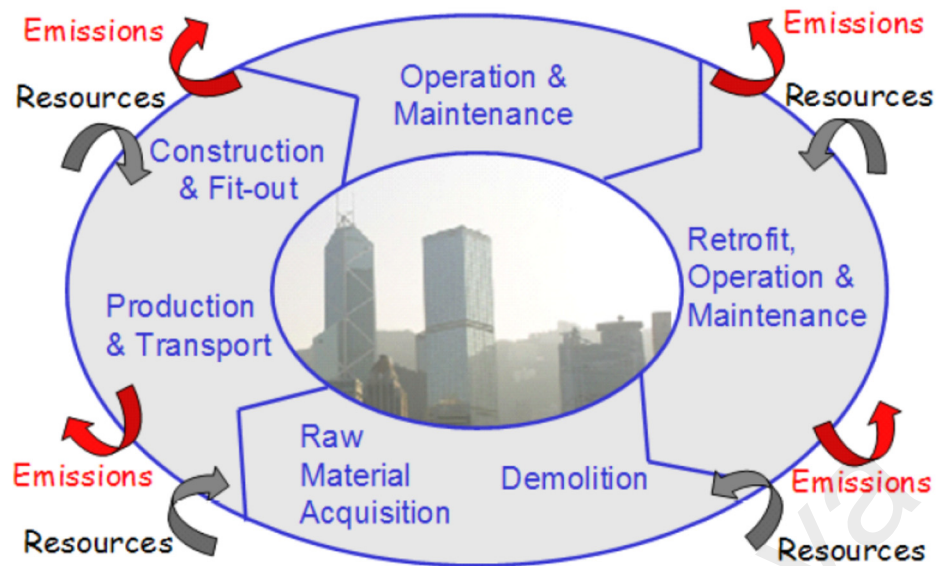 Emissions
Resources
Construction
& Fit-out
Operation &
Maintenance
Emissions
Resources
Retrofit,
Operation &
Maintenance
Production
& Transport
Emissions
Resources
Raw
Material
Acquisition
Demolition
Emissions
Resources